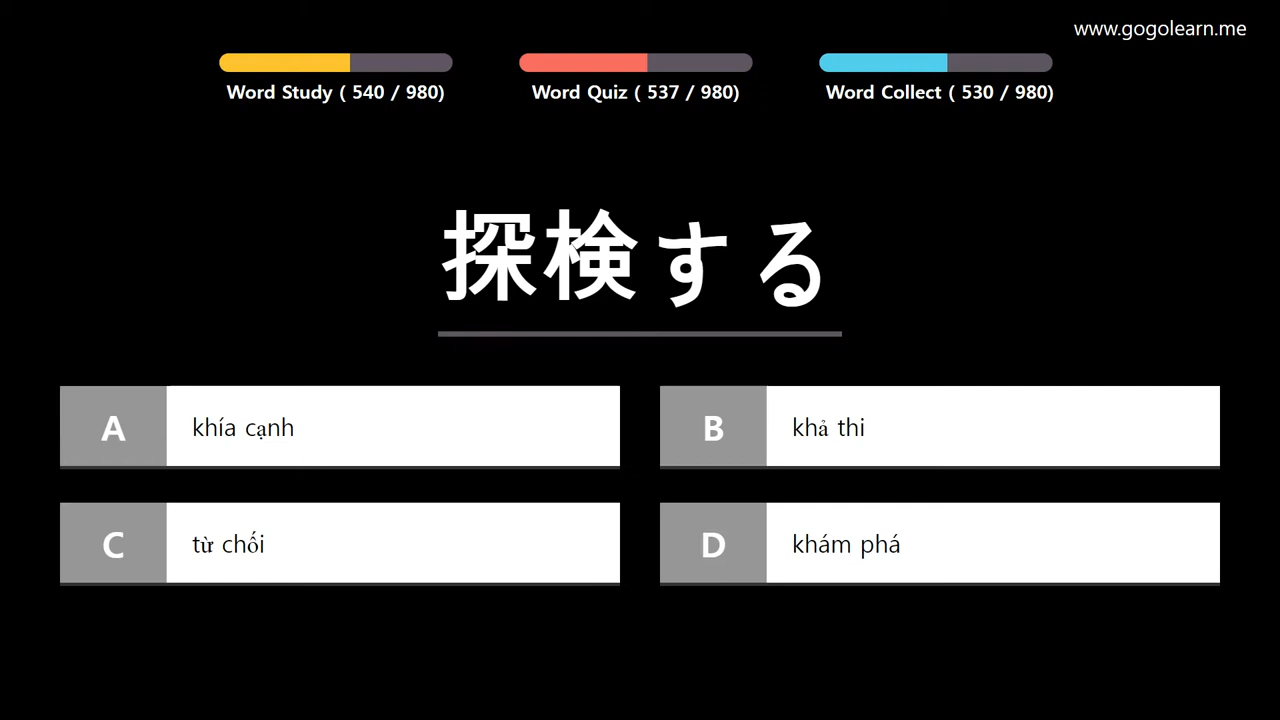 www.gogolearn.me
Word Study ( 540 / 980)
Word Quiz ( 537 / 980)
Word Collect ( 530 / 980)
探検する
A khía cạnh
B khả thi
C từ chối
D khám phá